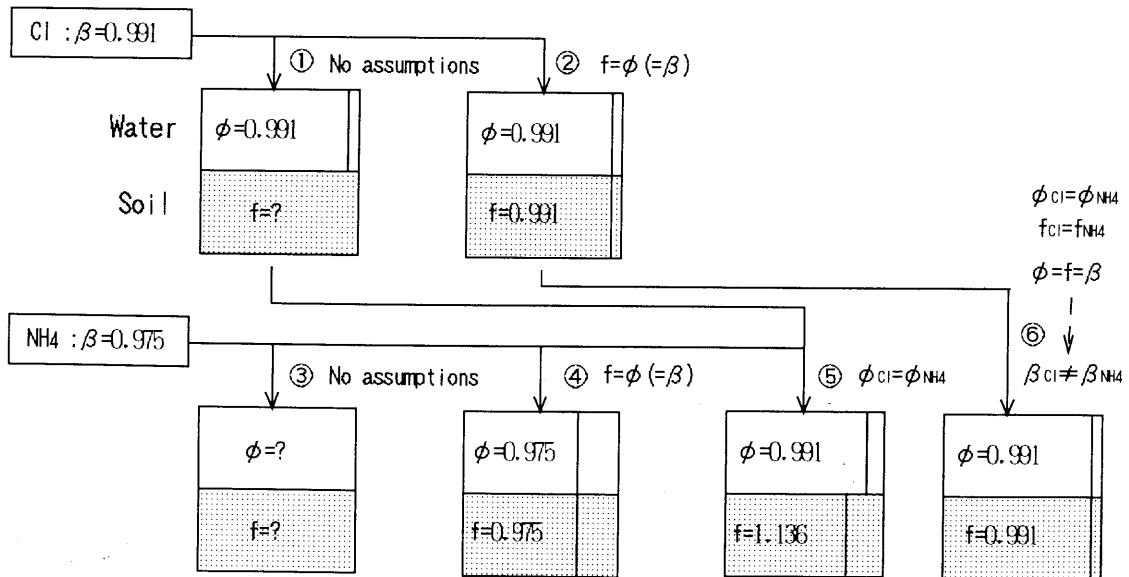 Cl :β=0.991
① No assumptions
② f=ϕ(=β)
Water
ϕ=0.991
ϕ=0.991
Soil
f=?
f=0.991
ϕCl=ϕNH4
fCl=fNH4
ϕ=f=β
NH4 :β=0.975
③ No assumptions
④ f=ϕ(=β)
⑤ ϕCl=ϕNH4
⑥
βCl≠βNH4
ϕ=?
ϕ=0.975
ϕ=0.991
ϕ=0.991
f=?
f=0.975
f=1.136
f=0.991